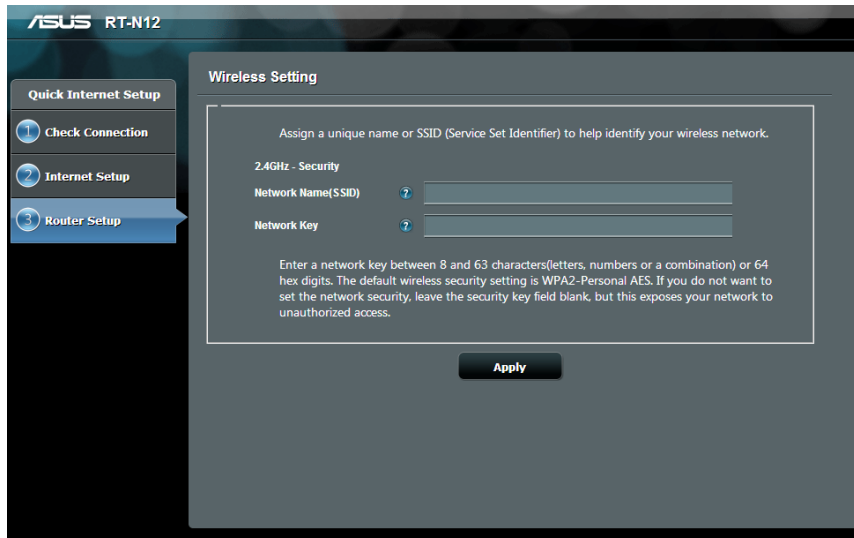 ASUS RT-N12
Quick Internet Setup
1 Check Connection
2 Internet Setup
3 Router Setup
Wireless Setting
Assign a unique name or SSID (Service Set Identifier) to help identify your wireless network.
2.4GHz - Security
Network Name(SSID) ?
Network Key ?
Enter a network key between 8 and 63 characters(letters, numbers or a combination) or 64
hex digits. The default wireless security setting is WPA2-Personal AES. If you do not want to
set the network security, leave the security key field blank, but this exposes your network to
unauthorized access.
Apply